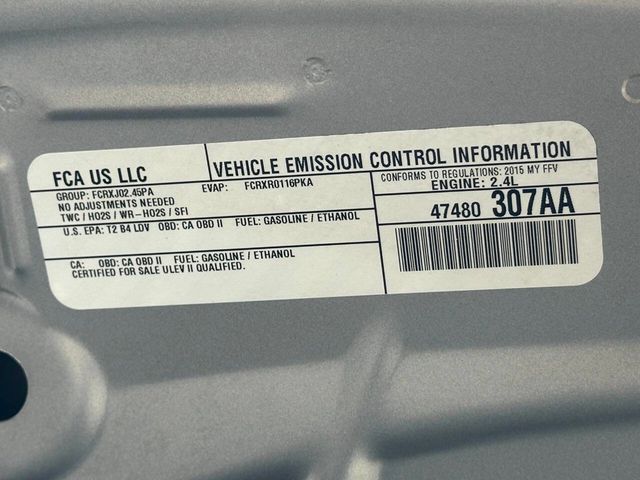 FCA US LLC
VEHICLE EMISSION CONTROL INFORMATION
GROUP: FCRXJ02.45PA
EVAP: FCRXR0116PKA
CONFORMS TO REGULATIONS: 2015 MY FFV
NO ADJUSTMENTS NEEDED
ENGINE: 2.4L
TWC / HO2S / WR-HO2S / SFI
U.S. EPA: T2 B4 LDV OBD: CA OBD II FUEL: GASOLINE / ETHANOL
47480 307AA
CA: OBD: CA OBD II FUEL: GASOLINE / ETHANOL
CERTIFIED FOR SALE ULEV II QUALIFIED.